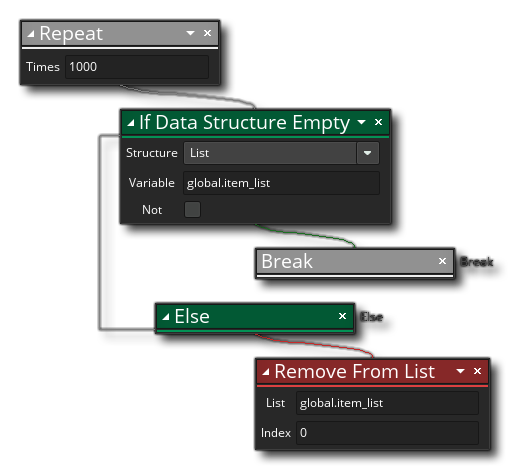 Repeat
Times 1000
If Data Structure Empty
Structure List
Variable global.item_list
Not
Break Break
Else Else
Remove From List
List global.item_list
Index 0